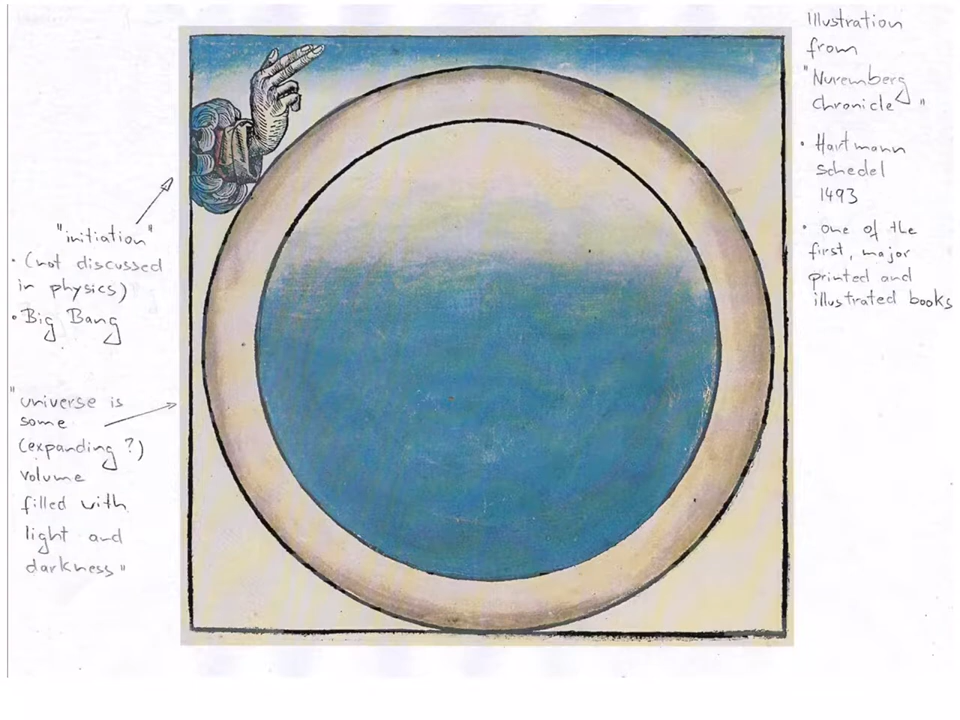 "initiation"
• (not discussed
in physics)
• Big Bang
"universe is
some
(expanding ?)
volume
filled with
light and
darkness"
Illustration
from
"Nuremberg
Chronicle"
• Hartmann
Schedel
1493
• one of the
first, major
printed and
illustrated books